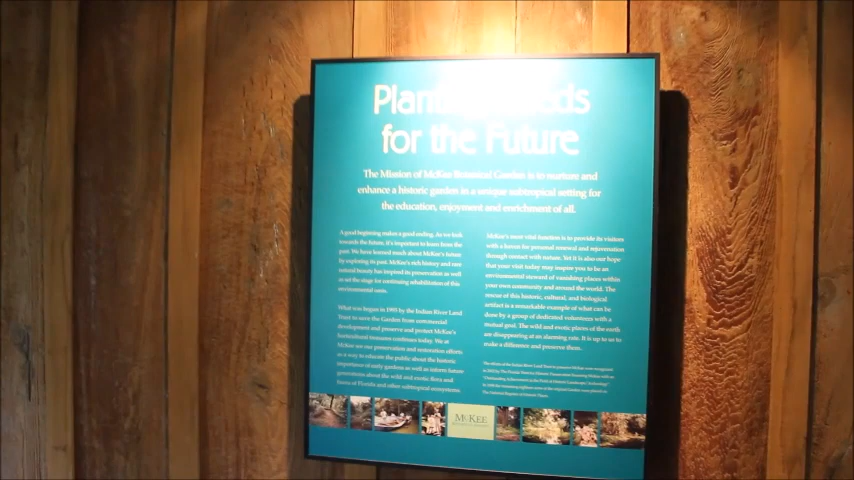 for the Future
The Mission of McKee Botanical Garden is to nurture and
enhance a historic garden in a unique subtropical setting for
the education, enjoyment and enrichment of all.
A good beginning makes a good ending. As we look
towards the future, it's important to learn from the
past. We have learned much about McKee's future
by exploring its past. McKee's rich history and rare
natural beauty has inspired its preservation as well
as set the stage for continuing rehabilitation of this
environmental oasis.
What was begun in 1995 by the Indian River Land
Trust to save the Garden from commercial
development and preserve and protect McKee's
horticultural treasures continues today. We at
McKee see our preservation and restoration efforts
as a way to educate the public about the historic
importance of early gardens as well as inform future
generations about the wild and exotic flora and
fauna of Florida and other subtropical ecosystems.
McKee's most vital function is to provide its visitors
with a haven for personal renewal and rejuvenation
through contact with nature. Yet it is also our hope
that your visit today may inspire you to be an
environmental steward of vanishing places within
your own community and around the world. The
rescue of this historic, cultural, and biological
artifact is a remarkable example of what can be
done by a group of dedicated volunteers with a
mutual goal. The wild and exotic places of the earth
are disappearing at an alarming rate. It is up to us to
make a difference and preserve them.
McKEE